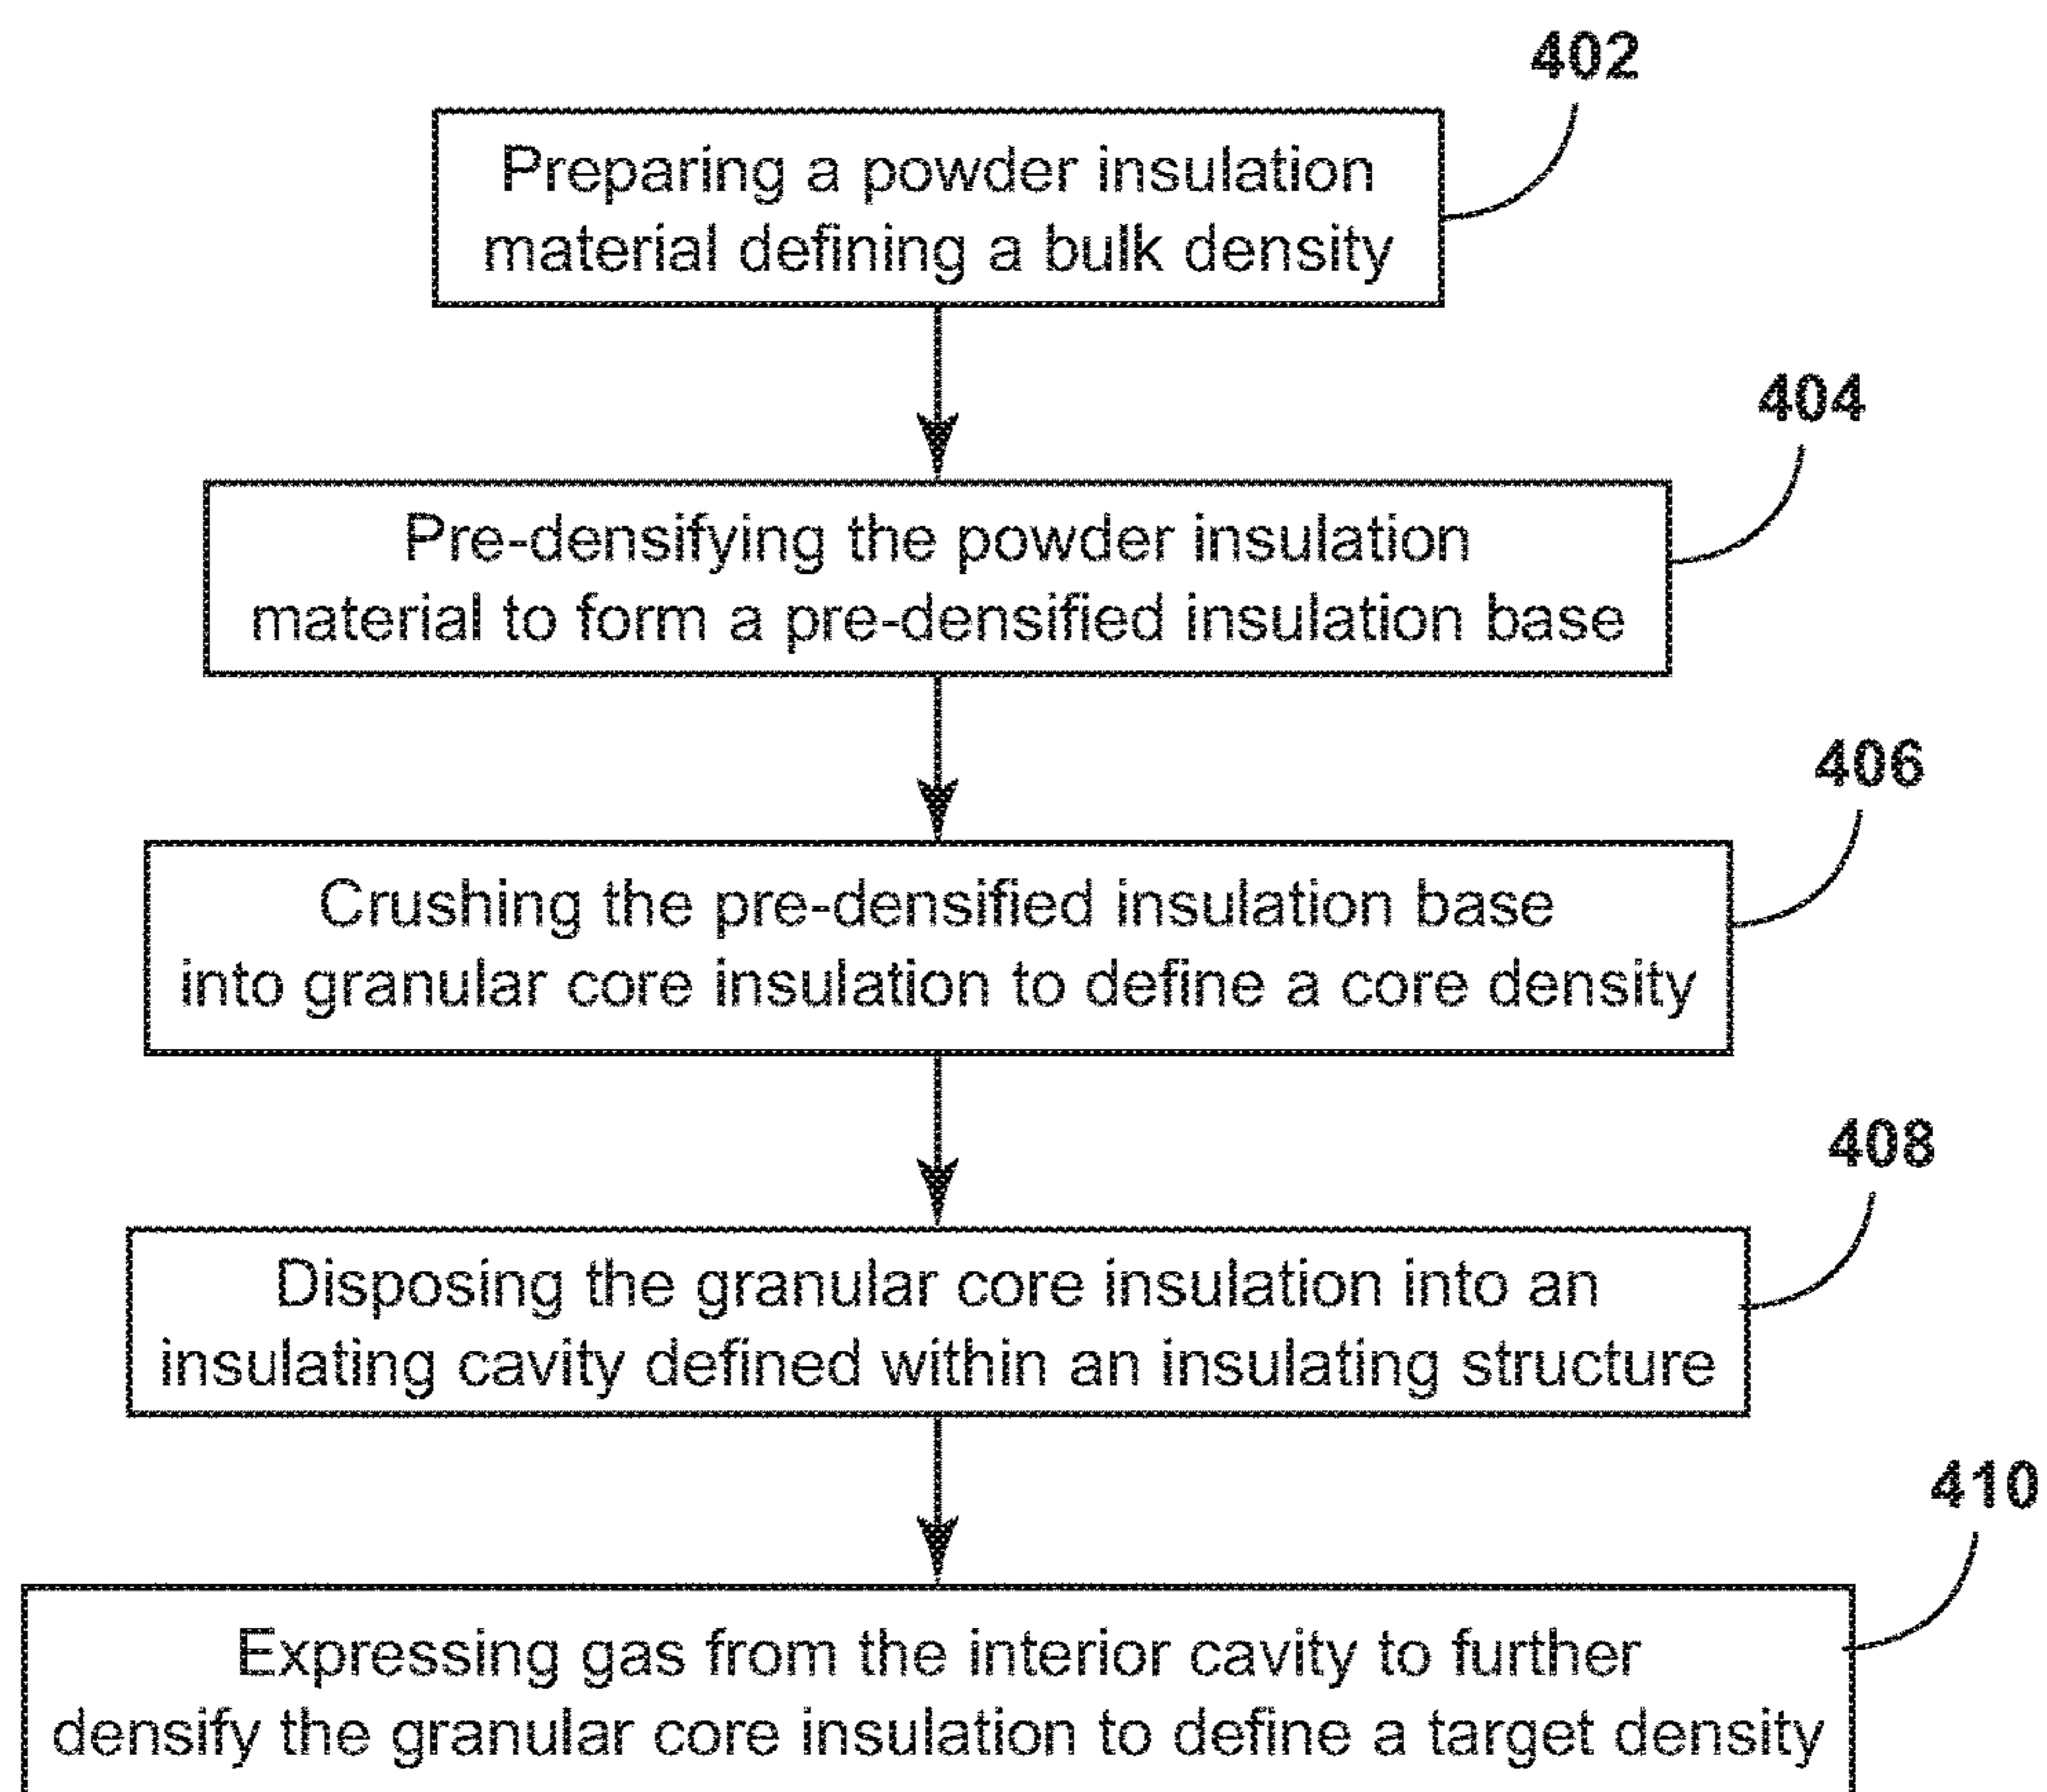 402
Preparing a powder insulation
material defining a bulk density
404
Pre-densifying the powder insulation
material to form a pre-densified insulation base
406
Crushing the pre-densified insulation base
into granular core insulation to define a core density
408
Disposing the granular core insulation into an
insulating cavity defined within an insulating structure
410
Expressing gas from the interior cavity to further
densify the granular core insulation to define a target density